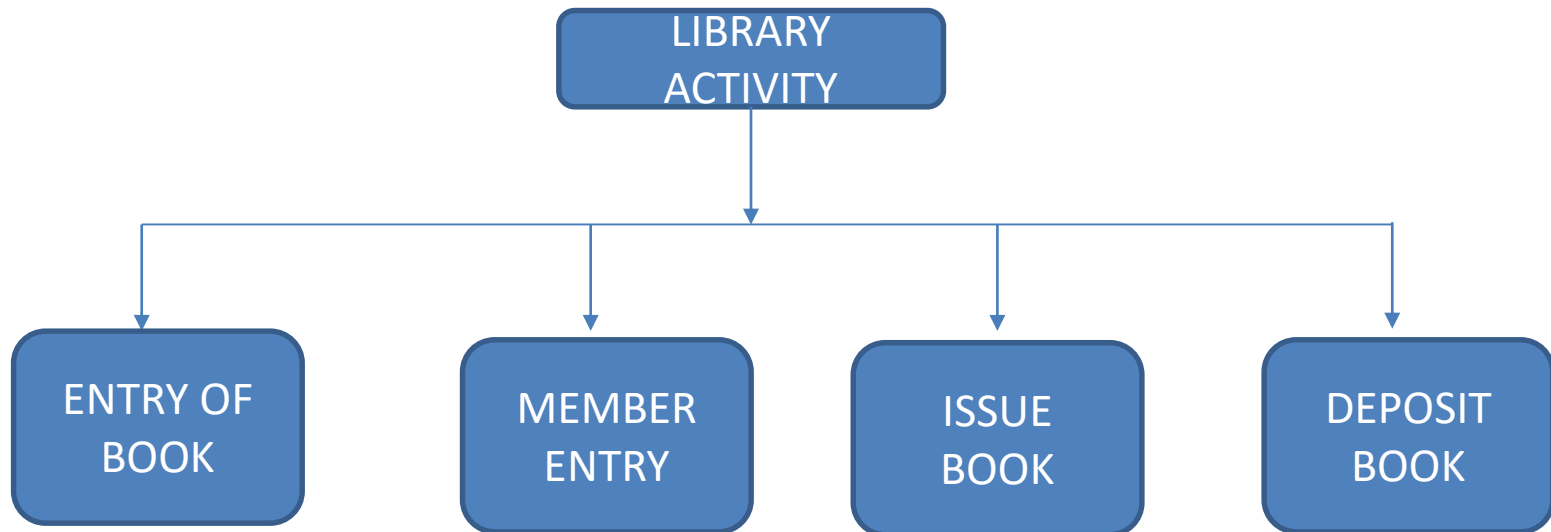 LIBRARY
ACTIVITY
ENTRY OF
BOOK
MEMBER
ENTRY
ISSUE
BOOK
DEPOSIT
BOOK